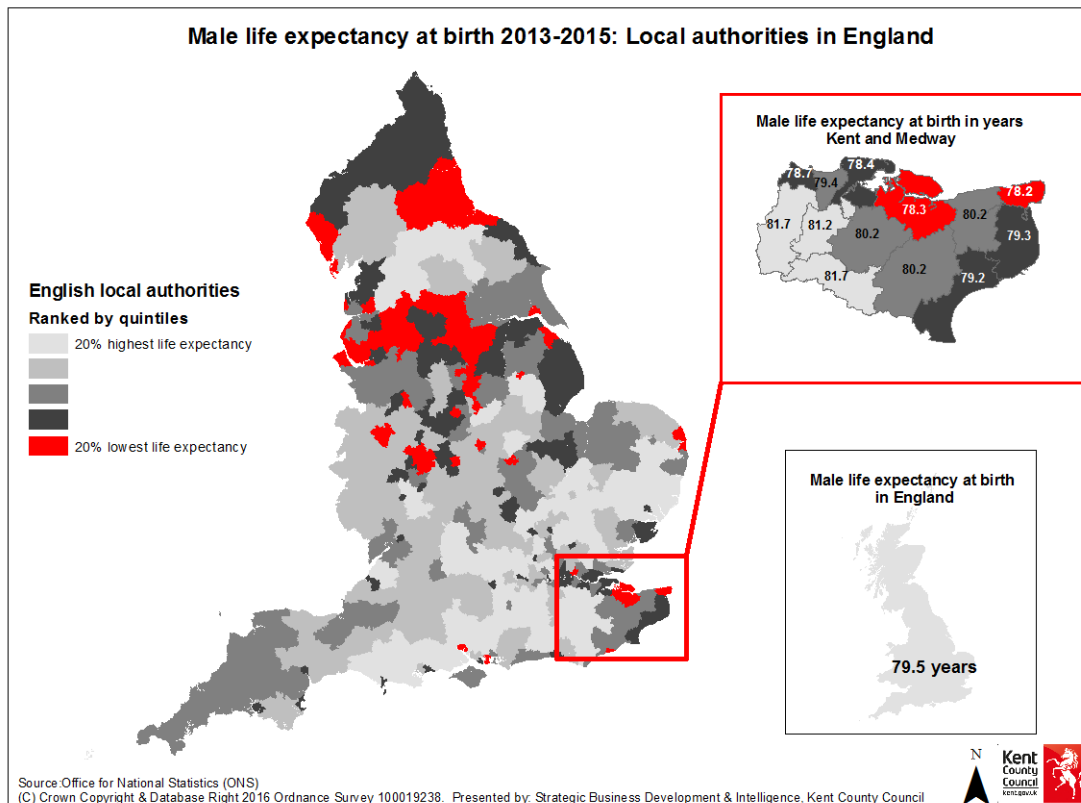 Male life expectancy at birth 2013-2015: Local authorities in England
Male life expectancy at birth in years
Kent and Medway
78.7
79.4
78.4
78.2
81.7
81.2
78.3
80.2
80.2
79.3
81.7
80.2
79.2
English local authorities
Ranked by quintiles
20% highest life expectancy
20% lowest life expectancy
Male life expectancy at birth
in England
79.5 years
N
Kent
County
Council
kent.gov.uk
Source:Office for National Statistics (ONS)
(C) Crown Copyright & Database Right 2016 Ordnance Survey 100019238. Presented by: Strategic Business Development & Intelligence, Kent County Council